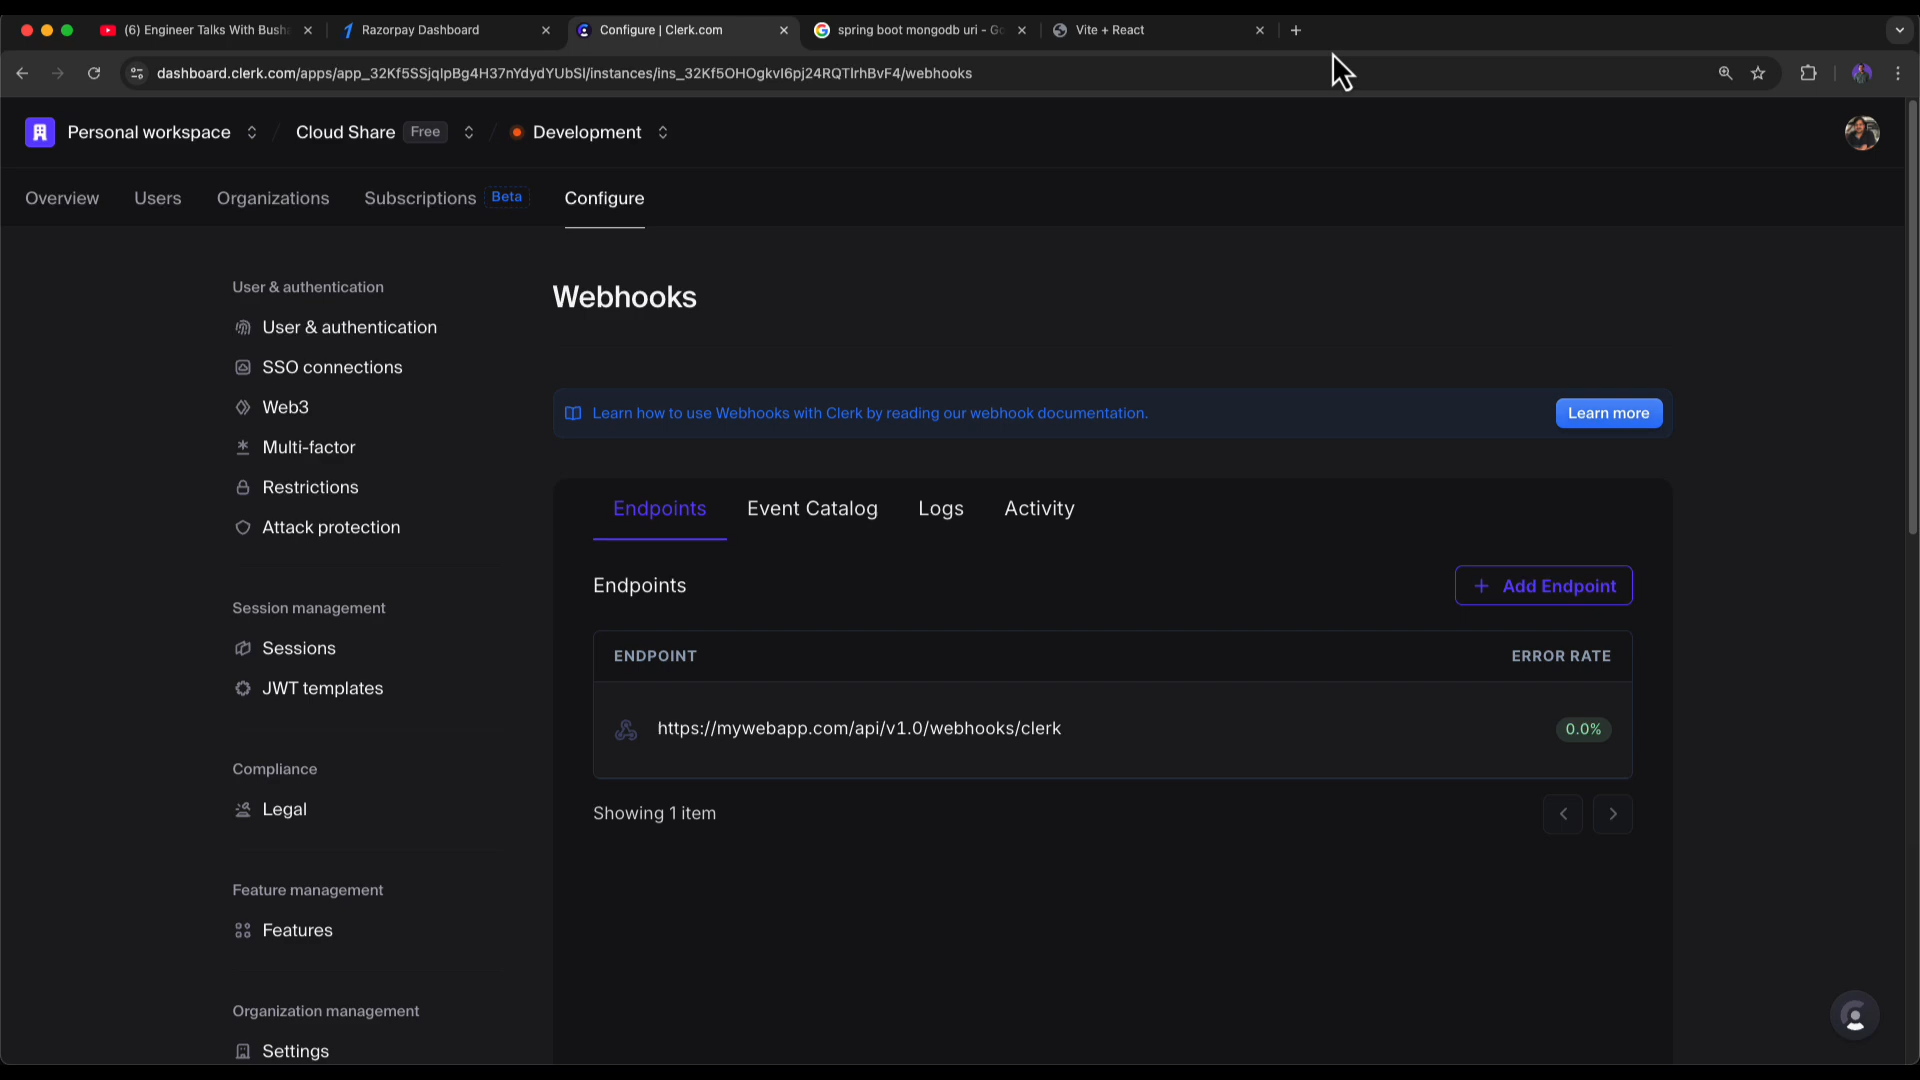 (6) Engineer Talks With Bush
Razorpay Dashboard
Configure | Clerk.com
spring boot mongodb uri - Go
Vite + React
dashboard.clerk.com/apps/app_32Kf5SSjqIpBg4H37nYdydYUbSI/instances/ins_32Kf5OHOgkvI6pj24RQTIrhBvF4/webhooks
Personal workspace / Cloud Share Free / Development
Overview
Users
Organizations
Subscriptions Beta
Configure
User & authentication
User & authentication
SSO connections
Web3
Multi-factor
Restrictions
Attack protection
Session management
Sessions
JWT templates
Compliance
Legal
Feature management
Features
Organization management
Settings
Webhooks
Learn how to use Webhooks with Clerk by reading our webhook documentation.
Learn more
Endpoints
Event Catalog
Logs
Activity
Endpoints
+ Add Endpoint
ENDPOINT
ERROR RATE
https://mywebapp.com/api/v1.0/webhooks/clerk
0.0%
Showing 1 item